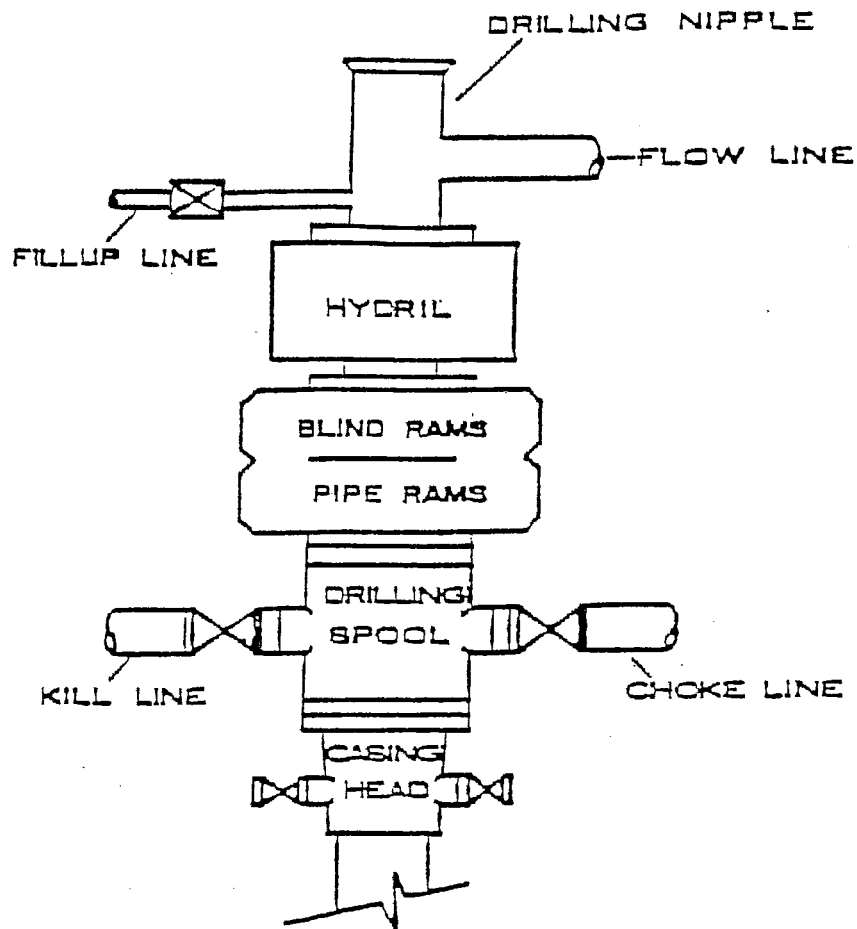 DRILLING NIPPLE
FLOW LINE
FILLUP LINE
HYDRIL
BLIND RAMS
PIPE RAMS
DRILLING
SPOOL
KILL LINE
CHOKE LINE
CASING
HEAD